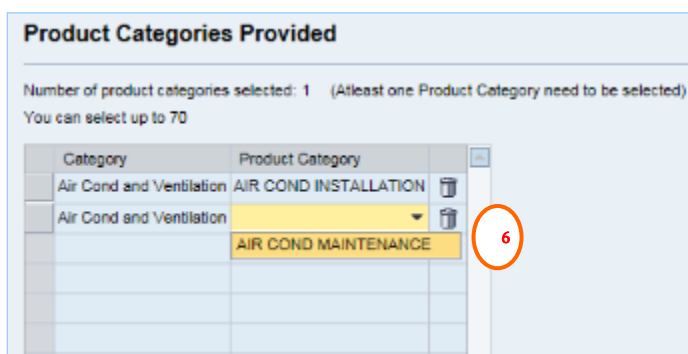 Product Categories Provided
Number of product categories selected: 1 (Atleast one Product Category need to be selected)
You can select up to 70
Category Product Category
Air Cond and Ventilation AIR COND INSTALLATION
Air Cond and Ventilation
AIR COND MAINTENANCE
6